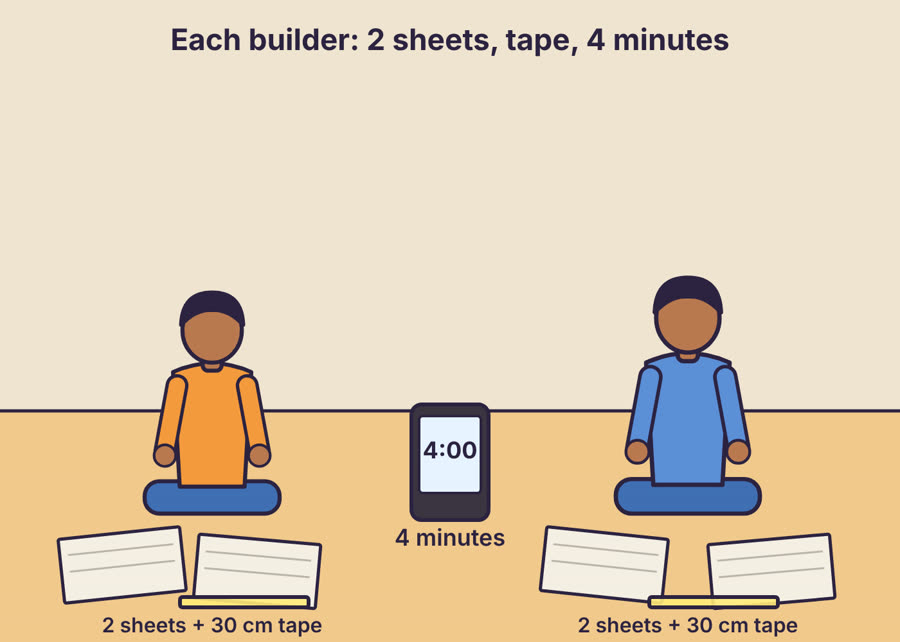 Each builder: 2 sheets, tape, 4 minutes
4:00
4 minutes
2 sheets + 30 cm tape
2 sheets + 30 cm tape